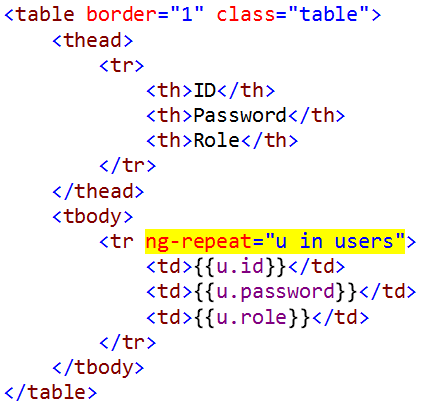 <table border="1" class="table">
    <thead>
        <tr>
            <th>ID</th>
            <th>Password</th>
            <th>Role</th>
        </tr>
    </thead>
    <tbody>
        <tr ng-repeat="u in users">
            <td>{{u.id}}</td>
            <td>{{u.password}}</td>
            <td>{{u.role}}</td>
        </tr>
    </tbody>
</table>